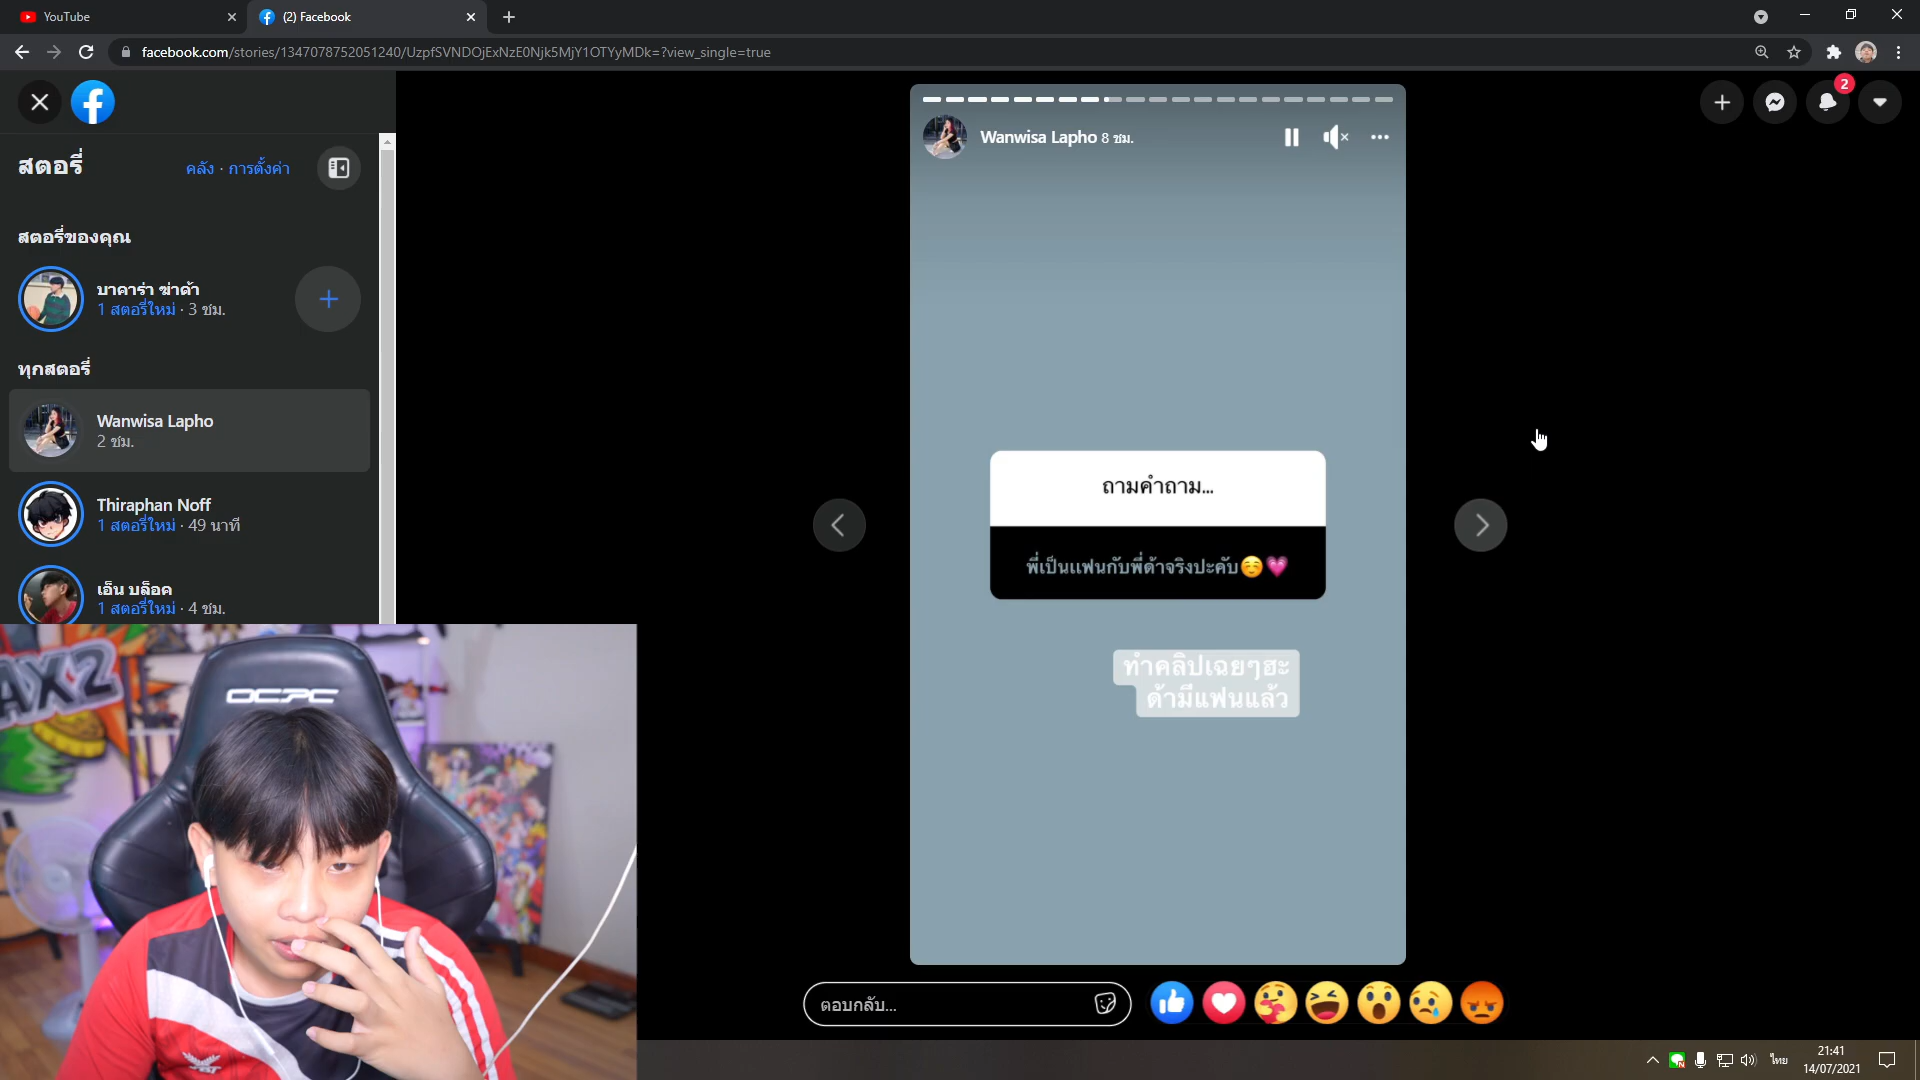 YouTube
(2) Facebook
facebook.com/stories/1347078752051240/UzpfSVNDOjExNzE0Njk5MjY1OTYyMDk=?view_single=true
2
สตอรี่
คลัง · การตั้งค่า
สตอรี่ของคุณ
บาคาร่า ฆ่าด้า
1 สตอรี่ใหม่ · 3 ชม.
ทุกสตอรี่
Wanwisa Lapho
2 ชม.
Thiraphan Noff
1 สตอรี่ใหม่ · 49 นาที
เอ็น บล็อค
1 สตอรี่ใหม่ · 4 ชม.
Wanwisa Lapho 8 ชม.
ถามคำถาม...
พี่เป็นแฟนกับพี่ด้าจริงปะคับ☺️💗
ทำคลิปเฉยๆฮะ
ด้ามีแฟนแล้ว
ตอบกลับ...
AX2
OCPC
ไทย
21:41
14/07/2021